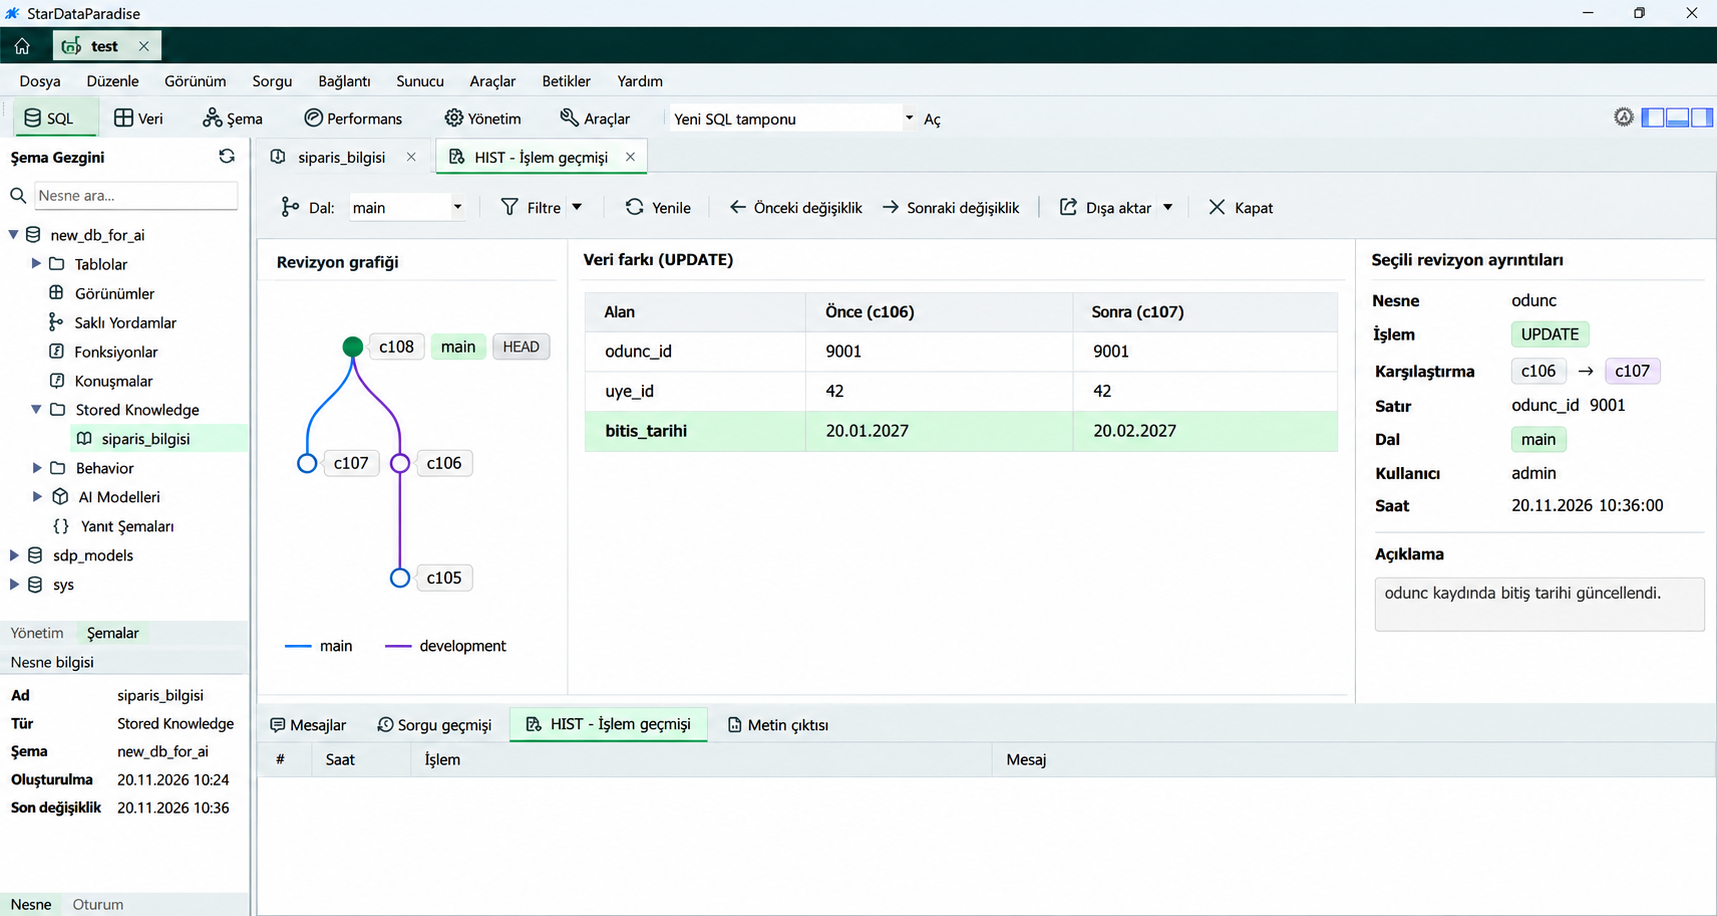 StarDataParadise
test
Dosya Düzenle Görünüm Sorgu Bağlantı Sunucu Araçlar Betikler Yardım
SQL Veri Şema Performans Yönetim Araçlar Yeni SQL tamponu Aç
Şema Gezgini
Nesne ara...
new_db_for_ai
Tablolar
Görünümler
Saklı Yordamlar
Fonksiyonlar
Konuşmalar
Stored Knowledge
siparis_bilgisi
Behavior
AI Modelleri
{} Yanıt Şemaları
sdp_models
sys
Yönetim Şemalar
Nesne bilgisi
Ad siparis_bilgisi
Tür Stored Knowledge
Şema new_db_for_ai
Oluşturulma 20.11.2026 10:24
Son değişiklik 20.11.2026 10:36
Nesne Oturum
siparis_bilgisi HIST - İşlem geçmişi
Dal: main Filtre Yenile Önceki değişiklik Sonraki değişiklik Dışa aktar Kapat
Revizyon grafiği
c108 main HEAD
c107 c106
c105
main development
Veri farkı (UPDATE)
Alan Önce (c106) Sonra (c107)
odunc_id 9001 9001
uye_id 42 42
bitis_tarihi 20.01.2027 20.02.2027
Seçili revizyon ayrıntıları
Nesne odunc
İşlem UPDATE
Karşılaştırma c106 → c107
Satır odunc_id 9001
Dal main
Kullanıcı admin
Saat 20.11.2026 10:36:00
Açıklama
odunc kaydında bitiş tarihi güncellendi.
Mesajlar Sorgu geçmişi HIST - İşlem geçmişi Metin çıktısı
# Saat İşlem Mesaj